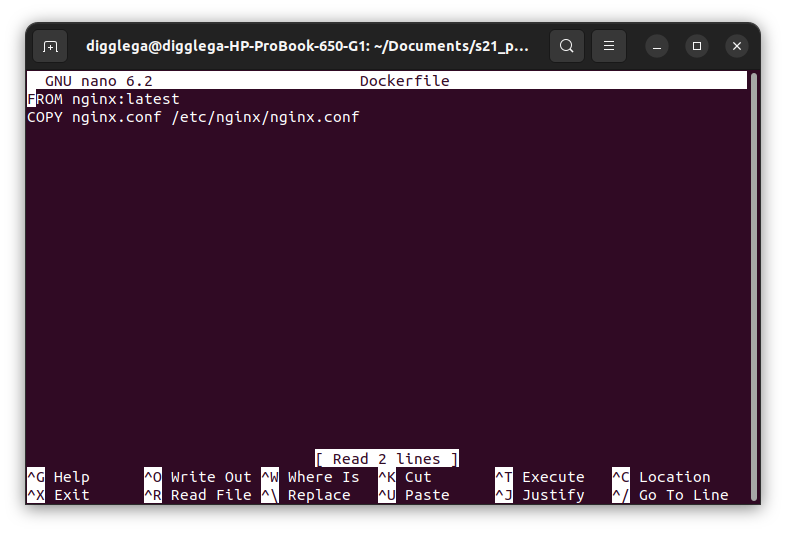 digglega@digglega-HP-ProBook-650-G1: ~/Documents/s21_p...
GNU nano 6.2 Dockerfile
FROM nginx:latest
COPY nginx.conf /etc/nginx/nginx.conf
[ Read 2 lines ]
^G Help ^O Write Out ^W Where Is ^K Cut ^T Execute ^C Location
^X Exit ^R Read File ^\ Replace ^U Paste ^J Justify ^/ Go To Line